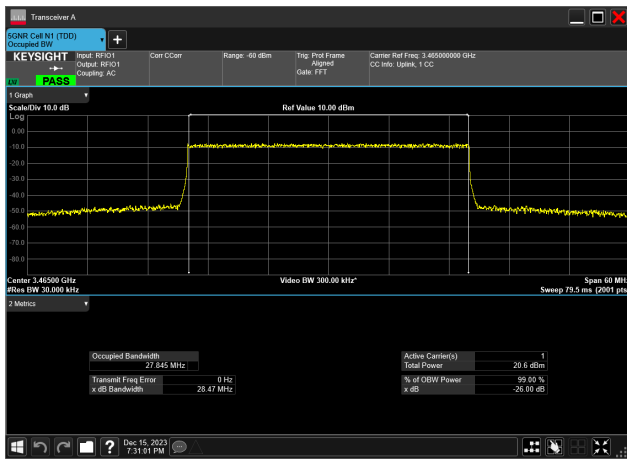 Transceiver A
5GNR Cell N1 (TDD)
Occupied BW
KEYSIGHT
Input: RFIO1
Output: RFIO1
Coupling: AC
Corr CCorr
Range: -60 dBm
Trig: Prot Frame
Aligned
Gate: FFT
Carrier Ref Freq: 3.465000000 GHz
CC Info: Uplink, 1 CC
PASS
1 Graph
Scale/Div 10.0 dB
Ref Value 10.00 dBm
Log
0.00
-10.0
-20.0
-30.0
-40.0
-50.0
-60.0
-70.0
-80.0
Center 3.46500 GHz
Video BW 300.00 kHz*
Span 60 MHz
#Res BW 30.000 kHz
Sweep 79.5 ms (2001 pts
2 Metrics
Occupied Bandwidth
27.845 MHz
Active Carrier(s) 1
Total Power 20.6 dBm
Transmit Freq Error 0 Hz
x dB Bandwidth 28.47 MHz
% of OBW Power 99.00 %
x dB -26.00 dB
Dec 15, 2023
7:31:01 PM